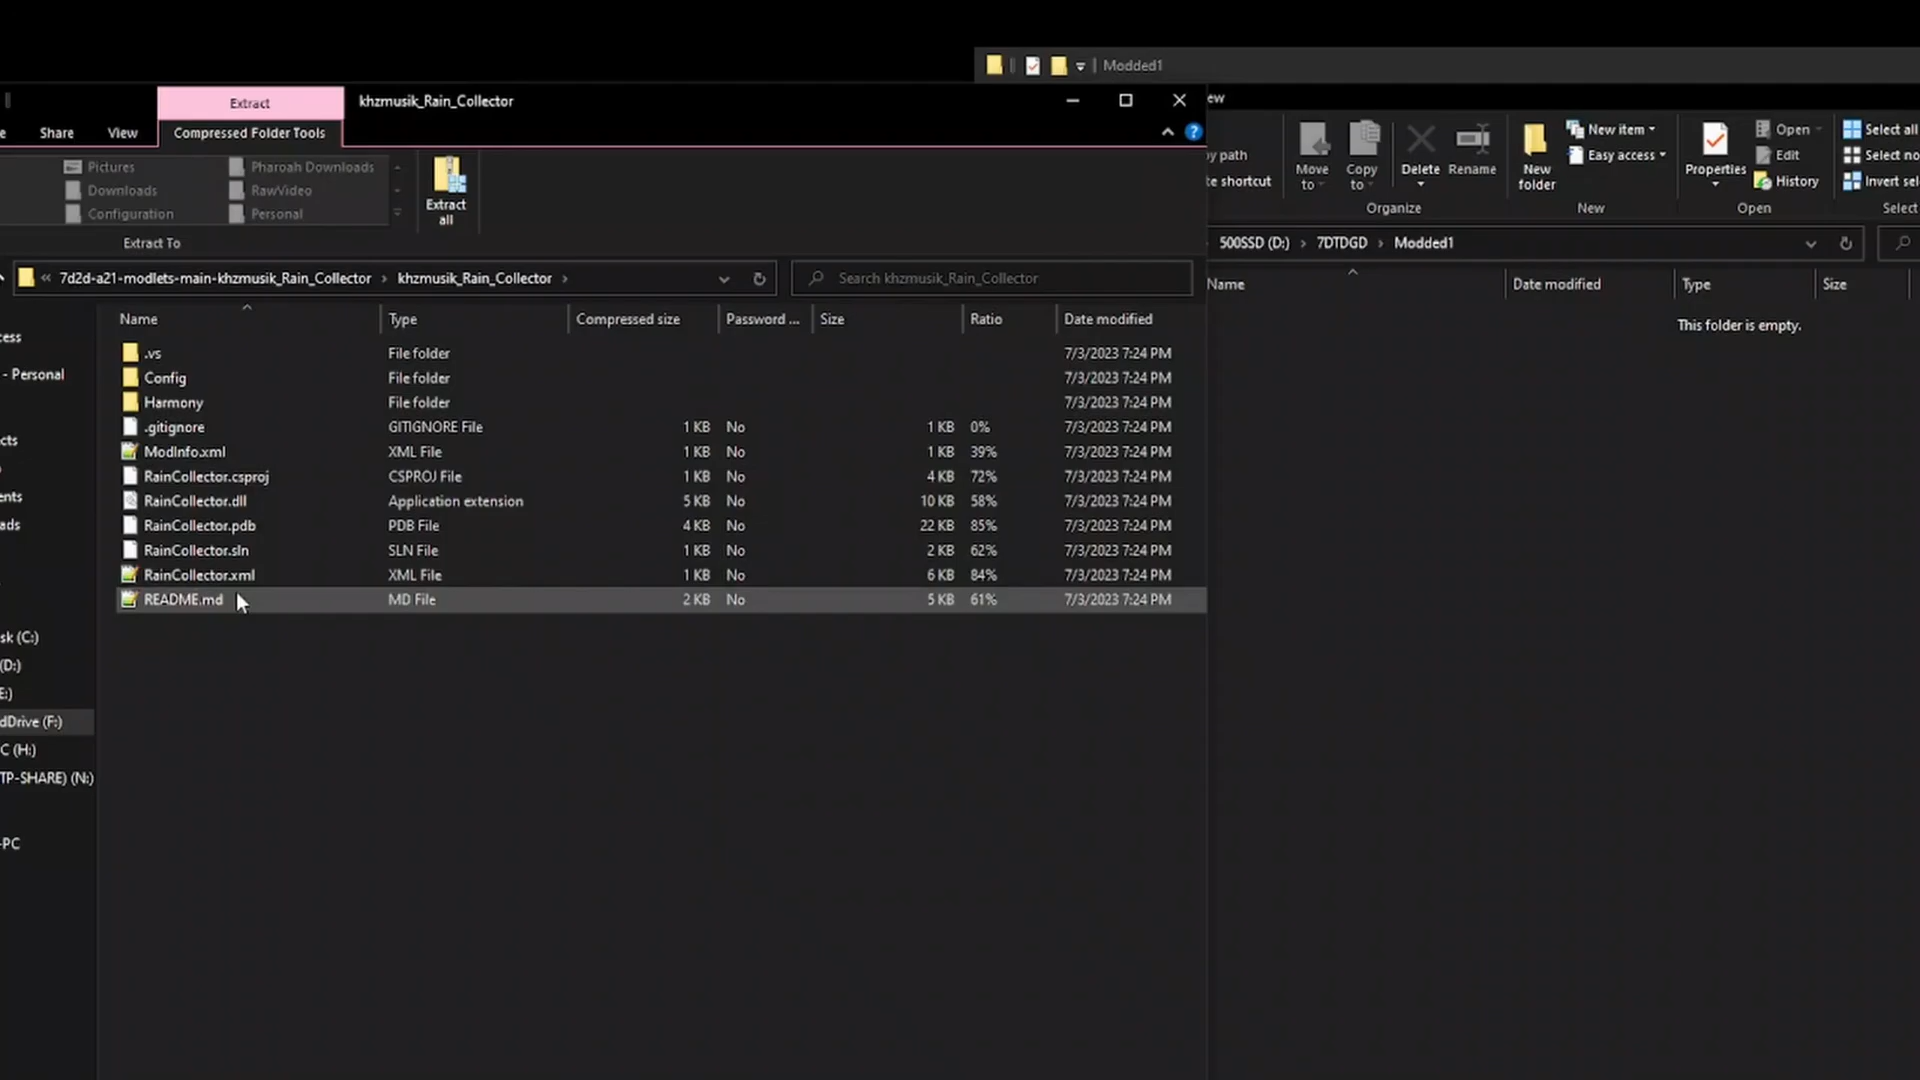 Modded1
Extract
khzmusik_Rain_Collector
ew
e
Share
View
Compressed Folder Tools
Pictures
Pharoah Downloads
Downloads
RawVideo
Configuration
Personal
Extract all
Extract To
y path
te shortcut
Move to
Copy to
Delete
Rename
New folder
New item
Easy access
Properties
Open
Edit
History
Select all
Select no
Invert sel
Organize
New
Open
Select
« 7d2d-a21-modlets-main-khzmusik_Rain_Collector > khzmusik_Rain_Collector >
Search khzmusik_Rain_Collector
500SSD (D:) > 7DTDGD > Modded1
Name Date modified Type Size
This folder is empty.
Name Type Compressed size Password ... Size Ratio Date modified
.vs File folder 7/3/2023 7:24 PM
Config File folder 7/3/2023 7:24 PM
Harmony File folder 7/3/2023 7:24 PM
.gitignore GITIGNORE File 1 KB No 1 KB 0% 7/3/2023 7:24 PM
ModInfo.xml XML File 1 KB No 1 KB 39% 7/3/2023 7:24 PM
RainCollector.csproj CSPROJ File 1 KB No 4 KB 72% 7/3/2023 7:24 PM
RainCollector.dll Application extension 5 KB No 10 KB 58% 7/3/2023 7:24 PM
RainCollector.pdb PDB File 4 KB No 22 KB 85% 7/3/2023 7:24 PM
RainCollector.sln SLN File 1 KB No 2 KB 62% 7/3/2023 7:24 PM
RainCollector.xml XML File 1 KB No 6 KB 84% 7/3/2023 7:24 PM
README.md MD File 2 KB No 5 KB 61% 7/3/2023 7:24 PM
ess
- Personal
cts
ents
ads
sk (C:)
(D:)
E:)
dDrive (F:)
C (H:)
TP-SHARE) (N:)
-PC